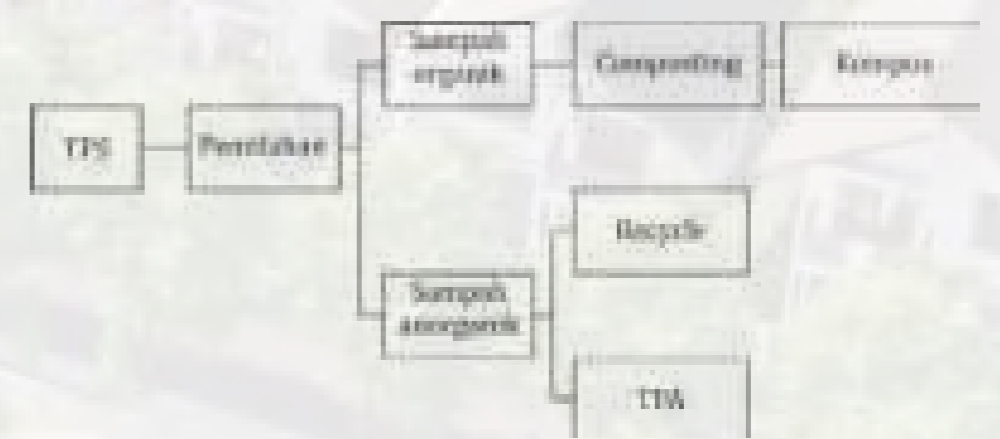 TPS
Pemilahan
Sampah
organik
Composting
Kompos
Recycle
Sampah
anorganik
TPA